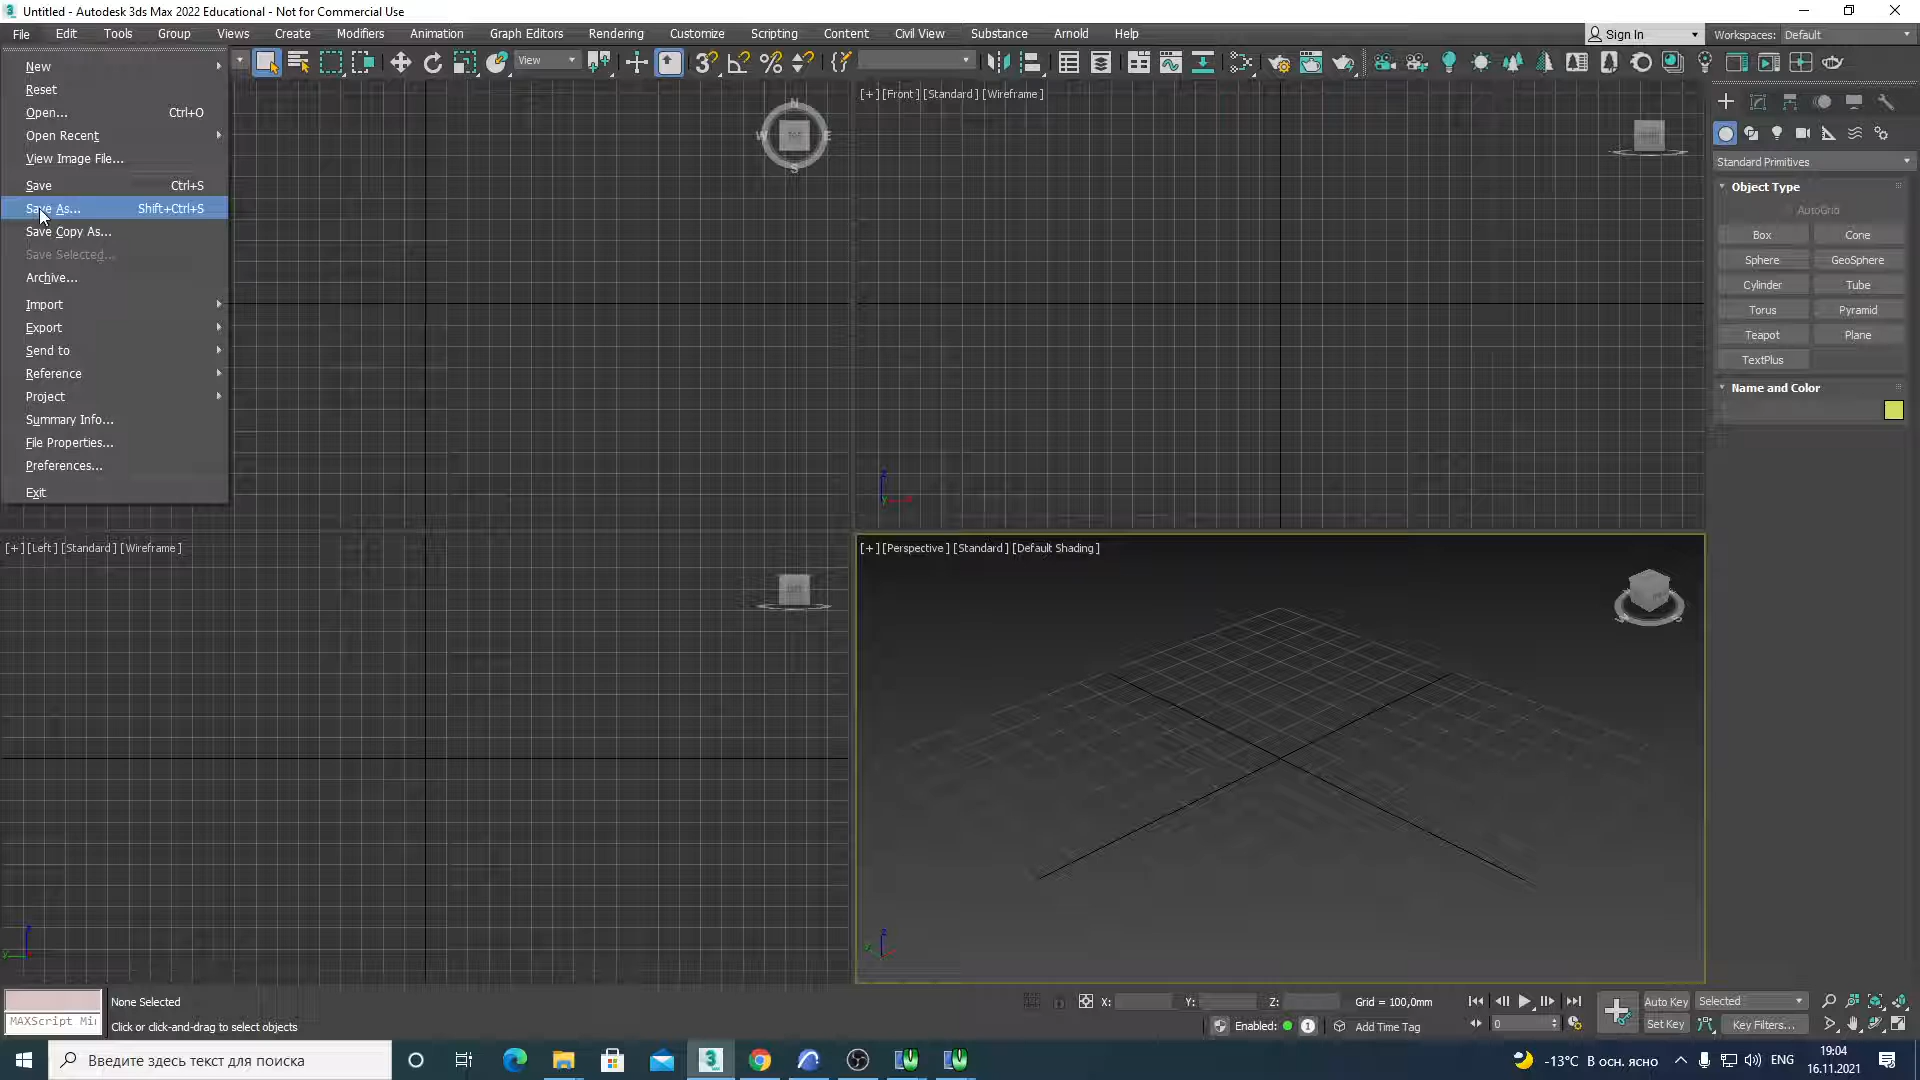 Untitled - Autodesk 3ds Max 2022 Educational - Not for Commercial Use
File Edit Tools Group Views Create Modifiers Animation Graph Editors Rendering Customize Scripting Content Civil View Substance Arnold Help Sign In Workspaces: Default
View
New
Reset
Open... Ctrl+O
Open Recent
View Image File...
Save Ctrl+S
Save As... Shift+Ctrl+S
Save Copy As...
Save Selected...
Archive...
Import
Export
Send to
Reference
Project
Summary Info...
File Properties...
Preferences...
Exit
N
W E
S
[+] [Front] [Standard] [Wireframe]
z
y
Standard Primitives
Object Type
AutoGrid
Box Cone
Sphere GeoSphere
Cylinder Tube
Torus Pyramid
Teapot Plane
TextPlus
Name and Color
[+] [Left] [Standard] [Wireframe]
y
[+] [Perspective] [Standard] [Default Shading]
z
None Selected
MAXScript Mi
Click or click-and-drag to select objects
X: Y: Z: Grid = 100,0mm
Enabled: 1 Add Time Tag
0
Auto Key Selected
Set Key Key Filters...
Введите здесь текст для поиска
-13°C В осн. ясно ENG
19:04
16.11.2021